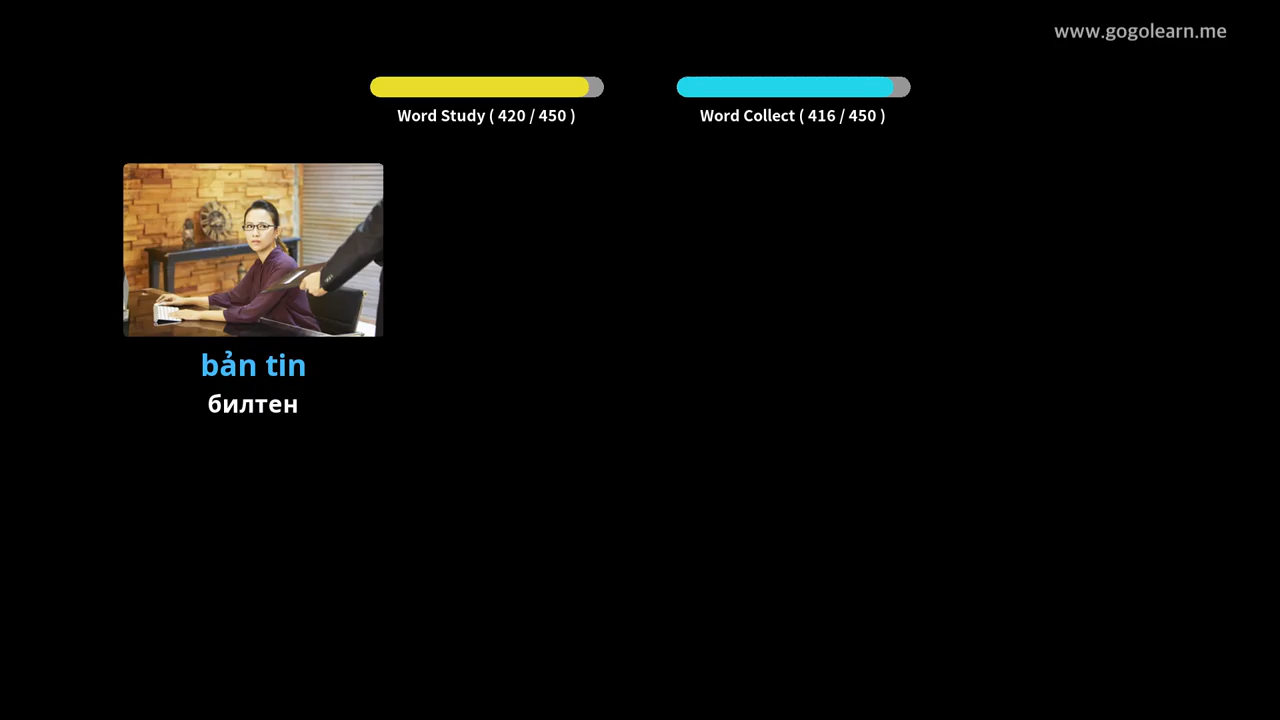 www.gogolearn.me
Word Study ( 420 / 450 )
Word Collect ( 416 / 450 )
bản tin
билтен